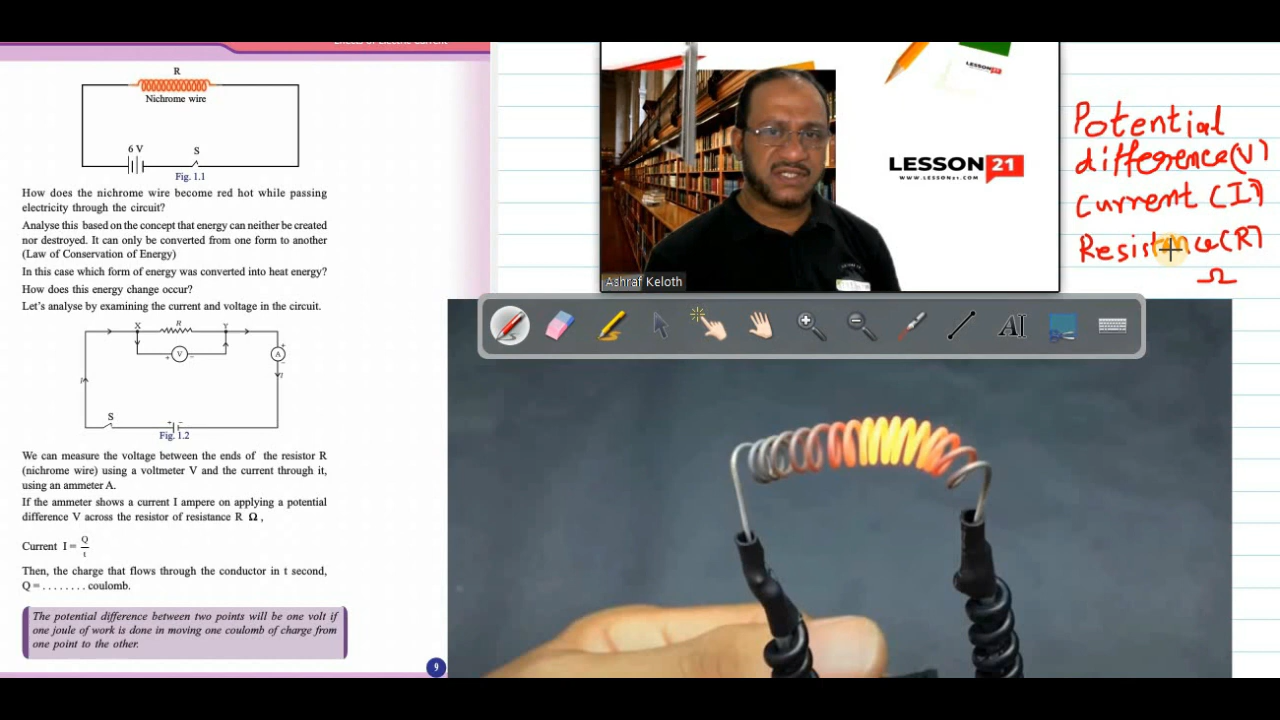 Effects of Electric Current
R
Nichrome wire
6 V
S
Fig. 1.1
How does the nichrome wire become red hot while passing
electricity through the circuit?
Analyse this based on the concept that energy can neither be created
nor destroyed. It can only be converted from one form to another
(Law of Conservation of Energy)
In this case which form of energy was converted into heat energy?
How does this energy change occur?
Let's analyse by examining the current and voltage in the circuit.
X
R
Y
+ V −
+
A
−
I
I
S
+ −
Fig. 1.2
We can measure the voltage between the ends of the resistor R
(nichrome wire) using a voltmeter V and the current through it,
using an ammeter A.
If the ammeter shows a current I ampere on applying a potential
difference V across the resistor of resistance R Ω ,
Current I = Q
t
Then, the charge that flows through the conductor in t second,
Q = . . . . . . . . coulomb.
The potential difference between two points will be one volt if
one joule of work is done in moving one coulomb of charge from
one point to the other.
9
LESSON 21
LESSON 21
WWW.LESSON21.COM
Ashraf Keloth
AI
Potential
difference(V)
Current (I)
Resistance(R)
Ω